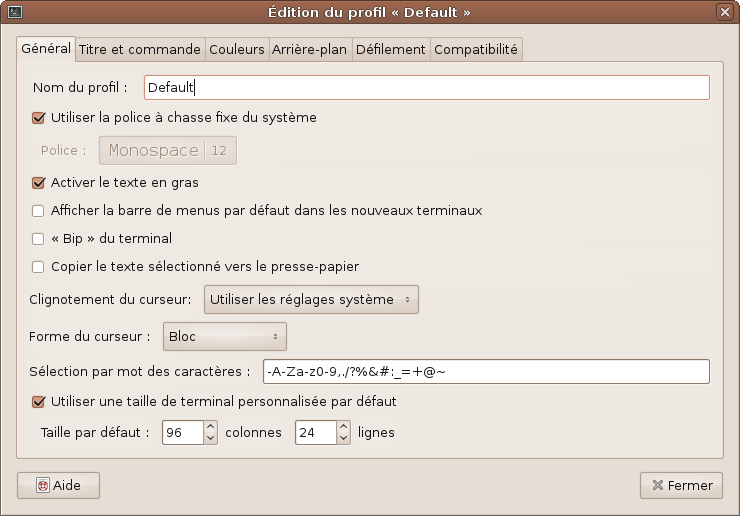 Édition du profil « Default »
Général Titre et commande Couleurs Arrière-plan Défilement Compatibilité
Nom du profil : Default
Utiliser la police à chasse fixe du système
Police : Monospace 12
Activer le texte en gras
Afficher la barre de menus par défaut dans les nouveaux terminaux
« Bip » du terminal
Copier le texte sélectionné vers le presse-papier
Clignotement du curseur: Utiliser les réglages système
Forme du curseur : Bloc
Sélection par mot des caractères : -A-Za-z0-9,./?%&#:_=+@~
Utiliser une taille de terminal personnalisée par défaut
Taille par défaut : 96 colonnes 24 lignes
Aide Fermer